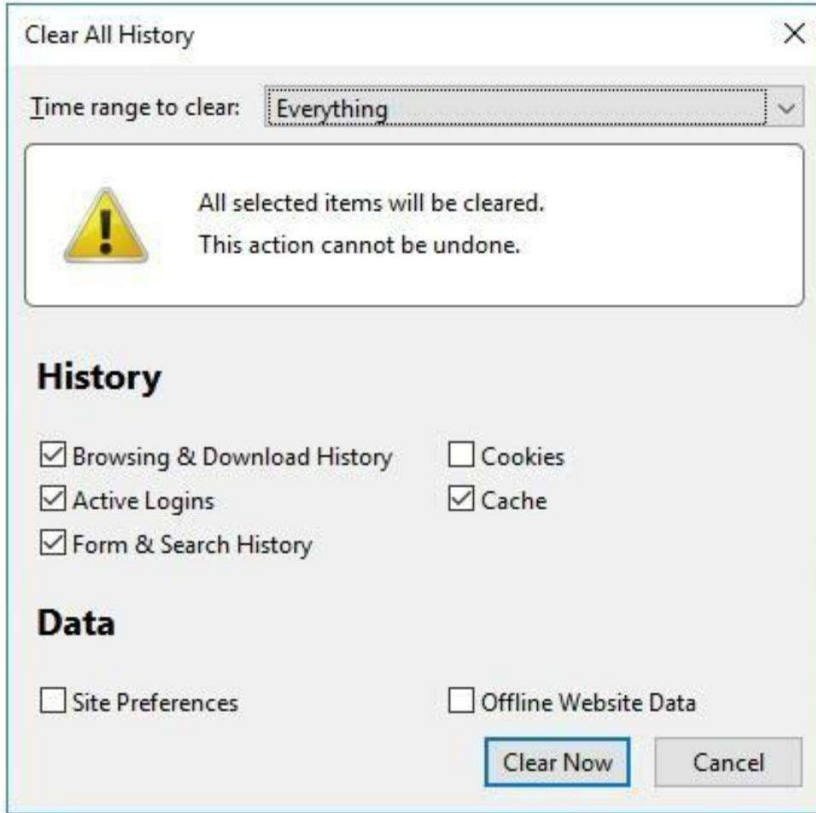 Clear All History
Time range to clear: Everything
All selected items will be cleared.
This action cannot be undone.
History
Browsing & Download History Cookies
Active Logins Cache
Form & Search History
Data
Site Preferences Offline Website Data
Clear Now Cancel